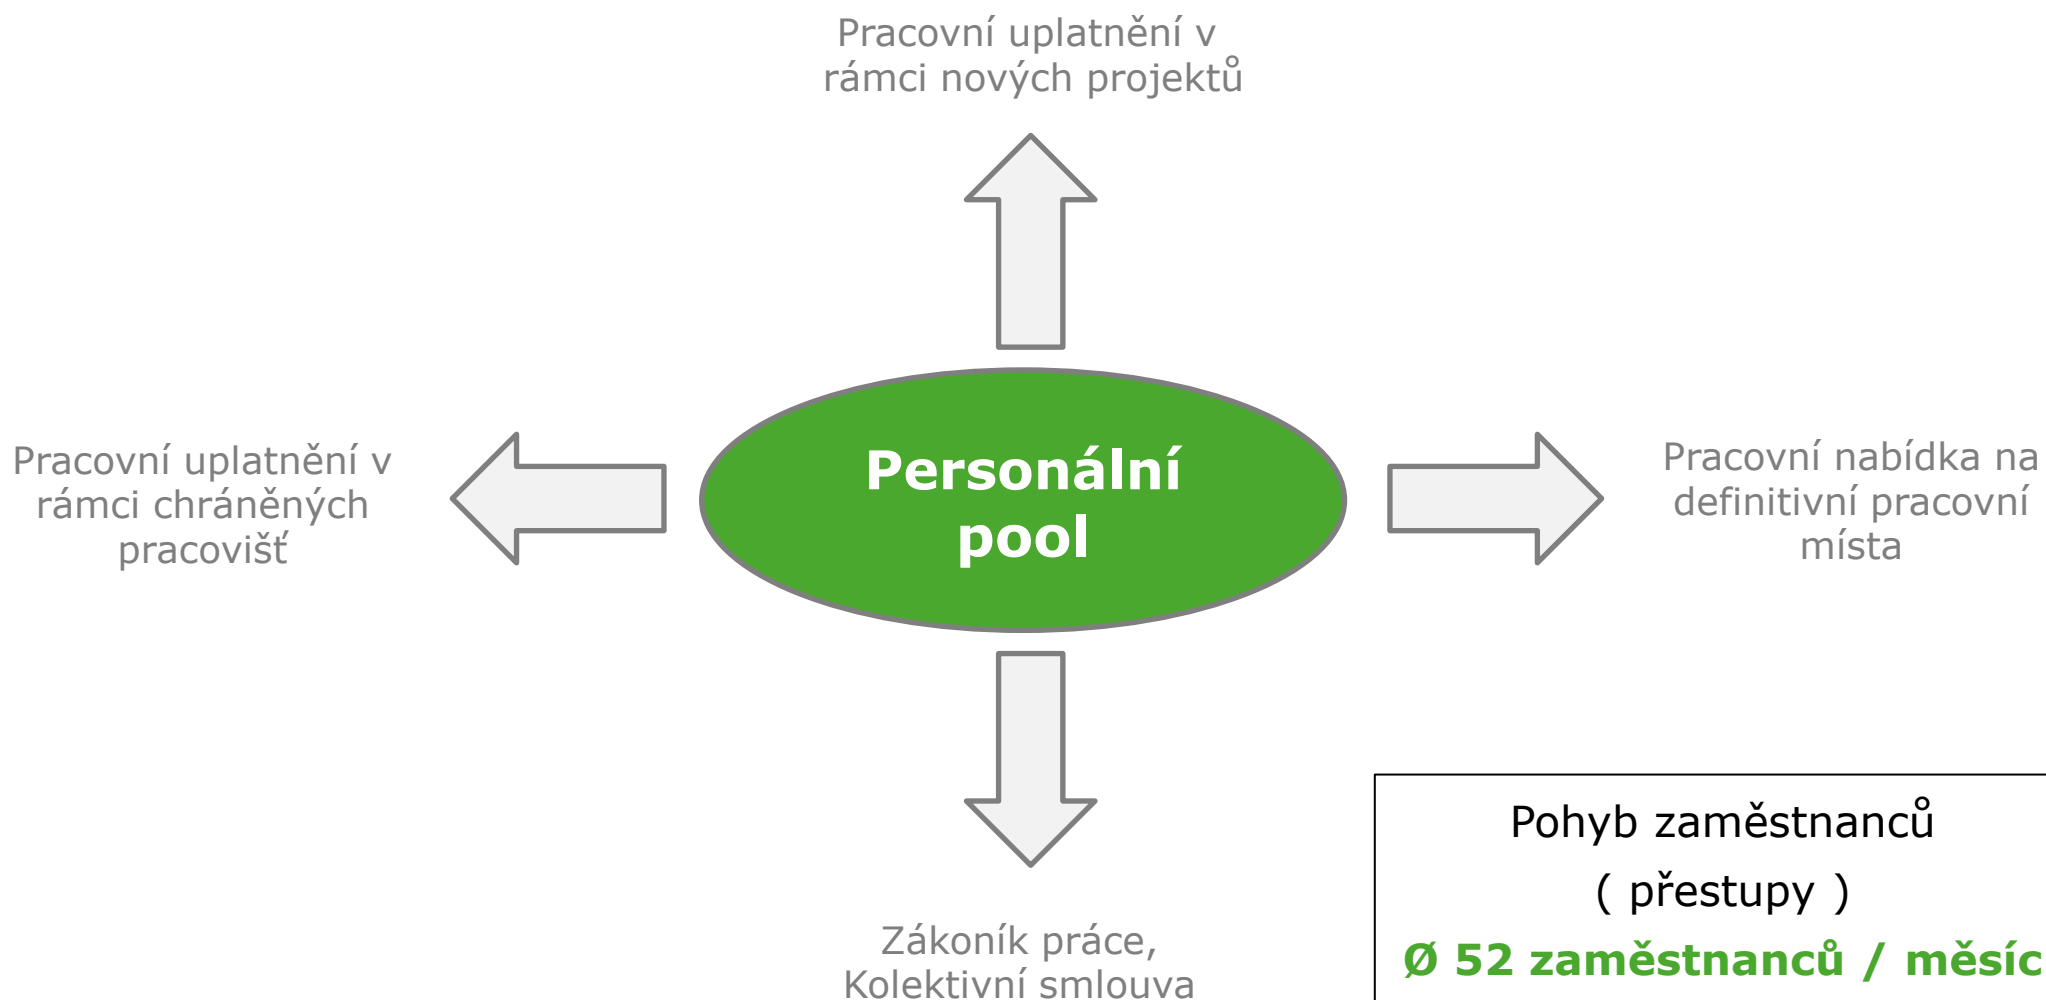 Pracovní uplatnění v
rámci nových projektů
Pracovní uplatnění v
rámci chráněných
pracovišť
Personální
pool
Pracovní nabídka na
definitivní pracovní
místa
Zákoník práce,
Kolektivní smlouva
Pohyb zaměstnanců
( přestupy )
Ø 52 zaměstnanců / měsíc